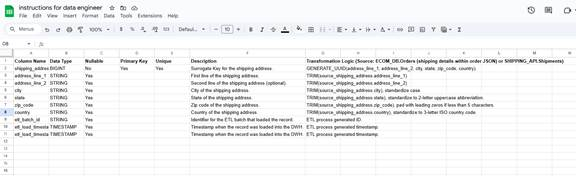 instructions for data engineer
File Edit View Insert Format Data Tools Extensions Help
Menus 100% $ % .0 .00 123 Defaul... 10 B I A
D8
A B C D E F G H I J K L M N
1 Column Name Data Type Nullable Primary Key Unique Description Transformation Logic (Source: ECOM_DB.Orders (shipping details within order JSON) or SHIPPING_API.Shipments)
shipping_address BIGINT No Yes Yes Surrogate Key for the shipping address. GENERATE_UUID(address_line_1, address_line_2, city, state, zip_code, country)
address_line_1 STRING Yes First line of the shipping address. TRIM(source_shipping_address.address_line_1)
address_line_2 STRING Yes Second line of the shipping address (optional). TRIM(source_shipping_address.address_line_2)
city STRING Yes City of the shipping address. TRIM(source_shipping_address.city), standardize case.
state STRING Yes State of the shipping address. TRIM(source_shipping_address.state), standardize to 2-letter uppercase abbreviation.
zip_code STRING Yes Zip code of the shipping address. TRIM(source_shipping_address.zip_code), pad with leading zeros if less than 5 characters.
8 country STRING Yes Country of the shipping address. TRIM(source_shipping_address.country), standardize to 3-letter ISO country code.
9 etl_batch_id STRING Yes Identifier for the ETL batch that loaded the record. ETL process generated ID.
10 etl_load_timesta TIMESTAMP Yes Timestamp when the record was loaded into the DWH. ETL process generated timestamp.
11 etl_load_timesta TIMESTAMP Yes Timestamp when the record was loaded into the DWH. ETL process generated timestamp.